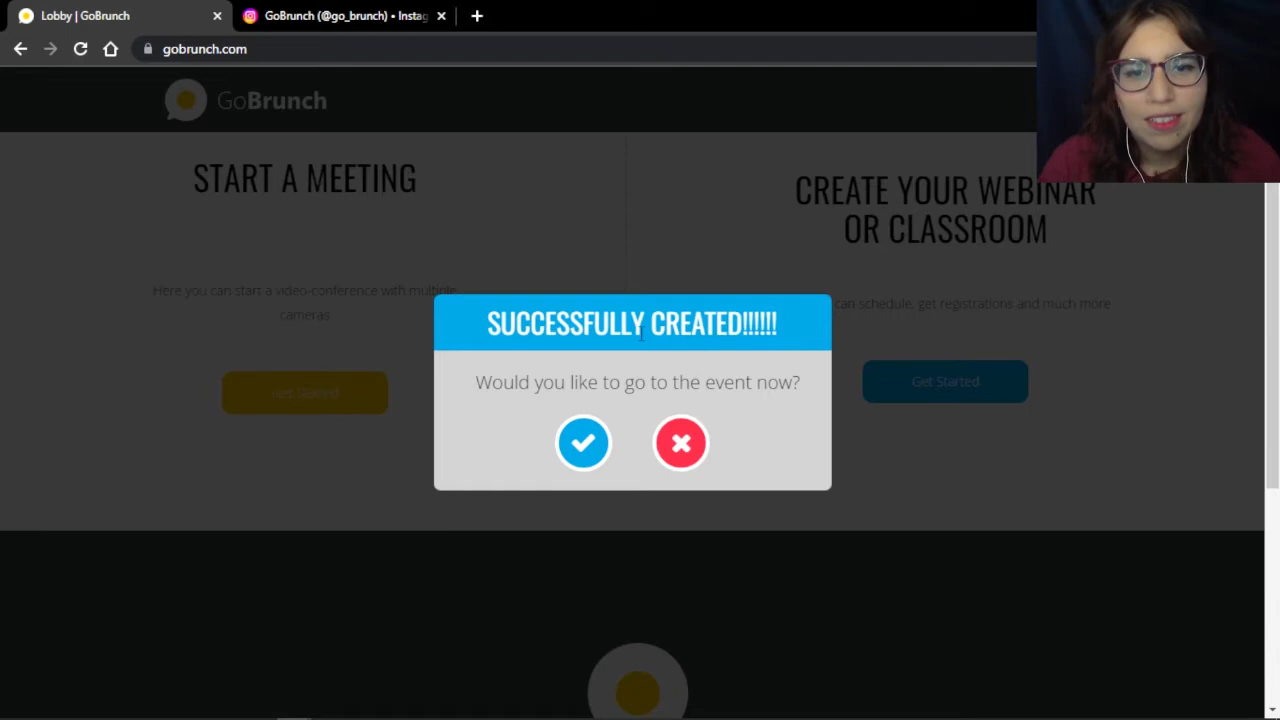 Lobby | GoBrunch
GoBrunch (@go_brunch) • Instag
gobrunch.com
GoBrunch
START A MEETING
Here you can start a video-conference with multiple
cameras
Get Started
CREATE YOUR WEBINAR
OR CLASSROOM
can schedule, get registrations and much more
Get Started
SUCCESSFULLY CREATED!!!!!!
Would you like to go to the event now?